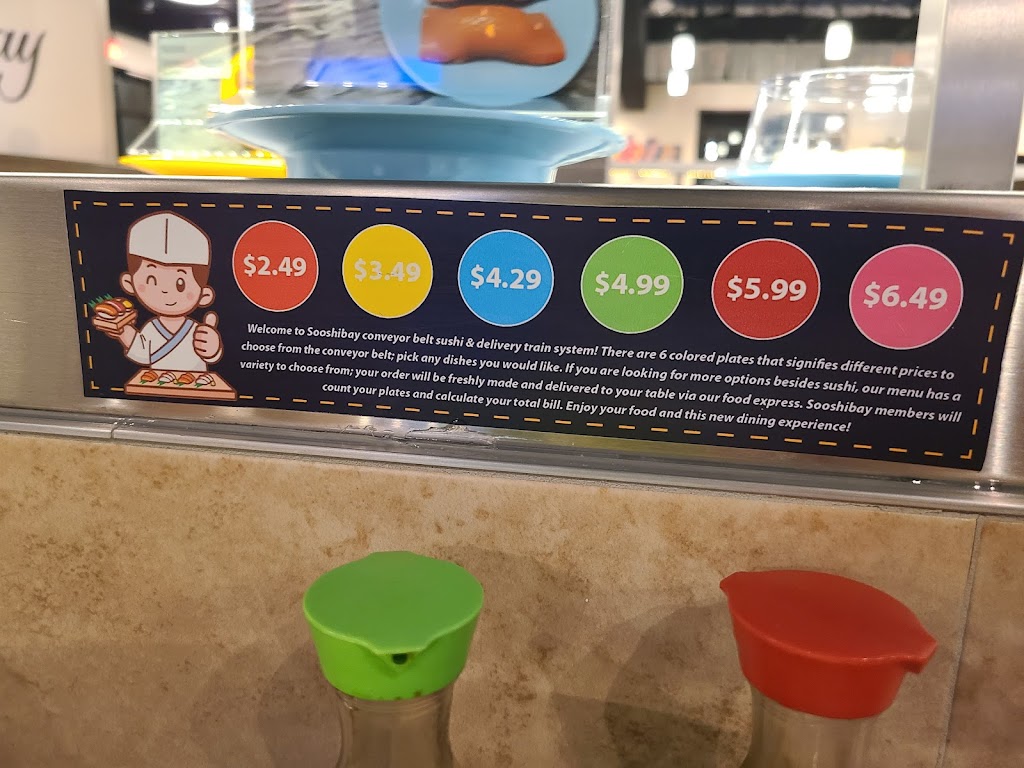 ay
$2.49 $3.49 $4.29 $4.99 $5.99 $6.49
Welcome to Sooshibay conveyor belt sushi & delivery train system! There are 6 colored plates that signifies different prices to
choose from the conveyor belt; pick any dishes you would like. If you are looking for more options besides sushi, our menu has a
variety to choose from; your order will be freshly made and delivered to your table via our food express. Sooshibay members will
count your plates and calculate your total bill. Enjoy your food and this new dining experience!